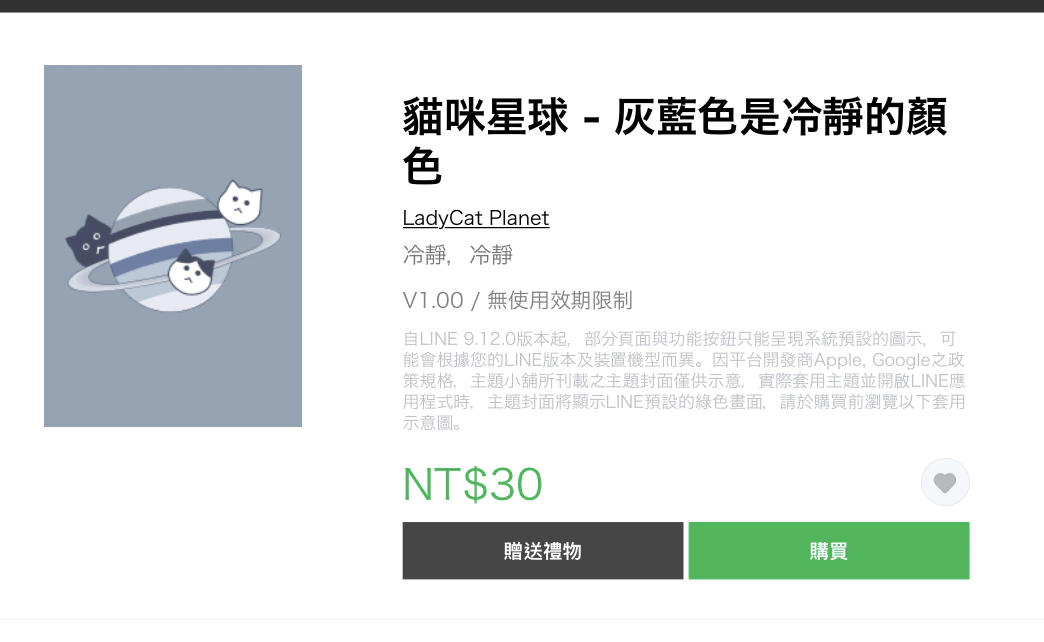 貓咪星球 - 灰藍色是冷靜的顏
色
LadyCat Planet
冷靜, 冷靜
V1.00 / 無使用效期限制
自LINE 9.12.0版本起, 部分頁面與功能按鈕只能呈現系統預設的圖示, 可
能會根據您的LINE版本及裝置機型而異。因平台開發商Apple, Google之政
策規格, 主題小舖所刊載之主題封面僅供示意, 實際套用主題並開啟LINE應
用程式時, 主題封面將顯示LINE預設的綠色畫面, 請於購買前瀏覽以下套用
示意圖。
NT$30
贈送禮物
購買